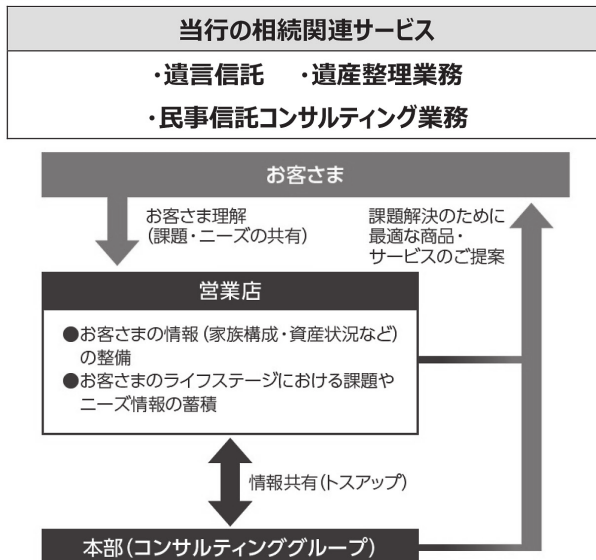 当行の相続関連サービス
・遺言信託　・遺産整理業務
・民事信託コンサルティング業務
お客さま
お客さま理解
(課題・ニーズの共有)
課題解決のために
最適な商品・
サービスのご提案
営業店
●お客さまの情報(家族構成・資産状況など)
の整備
●お客さまのライフステージにおける課題や
ニーズ情報の蓄積
情報共有(トスアップ)
本部(コンサルティンググループ)